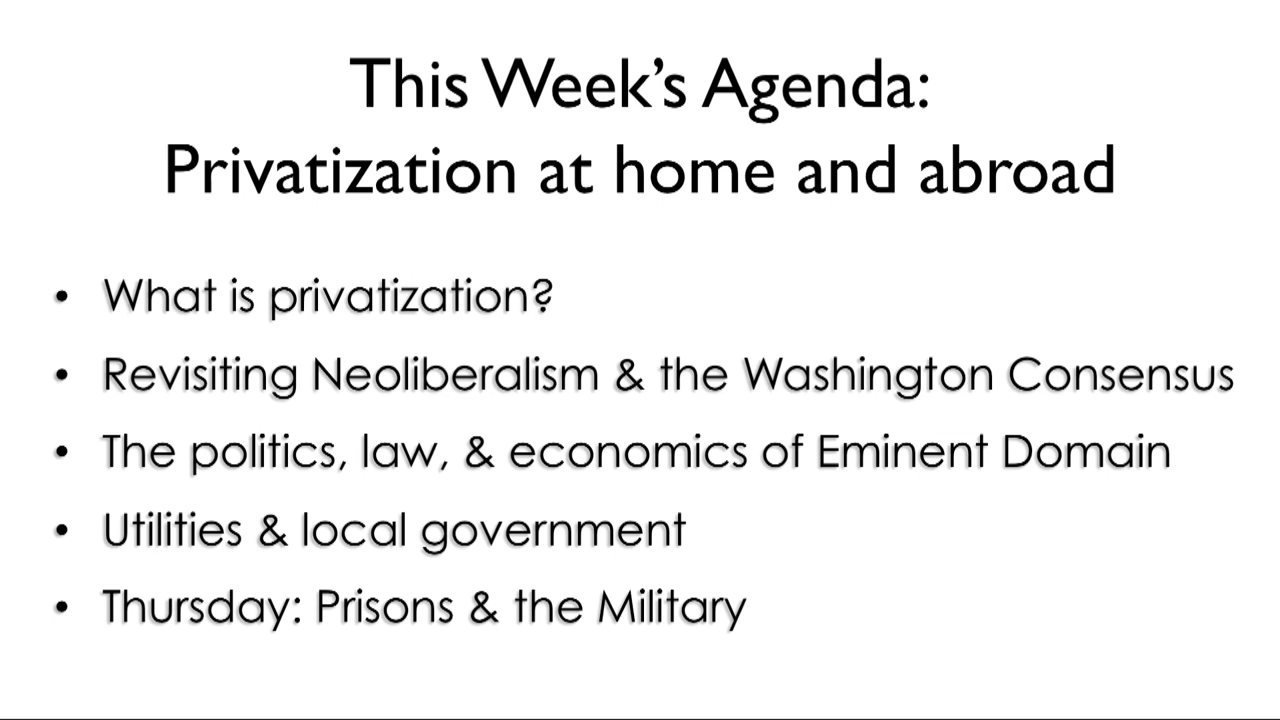 This Week’s Agenda:
Privatization at home and abroad
• What is privatization?
• Revisiting Neoliberalism & the Washington Consensus
• The politics, law, & economics of Eminent Domain
• Utilities & local government
• Thursday: Prisons & the Military